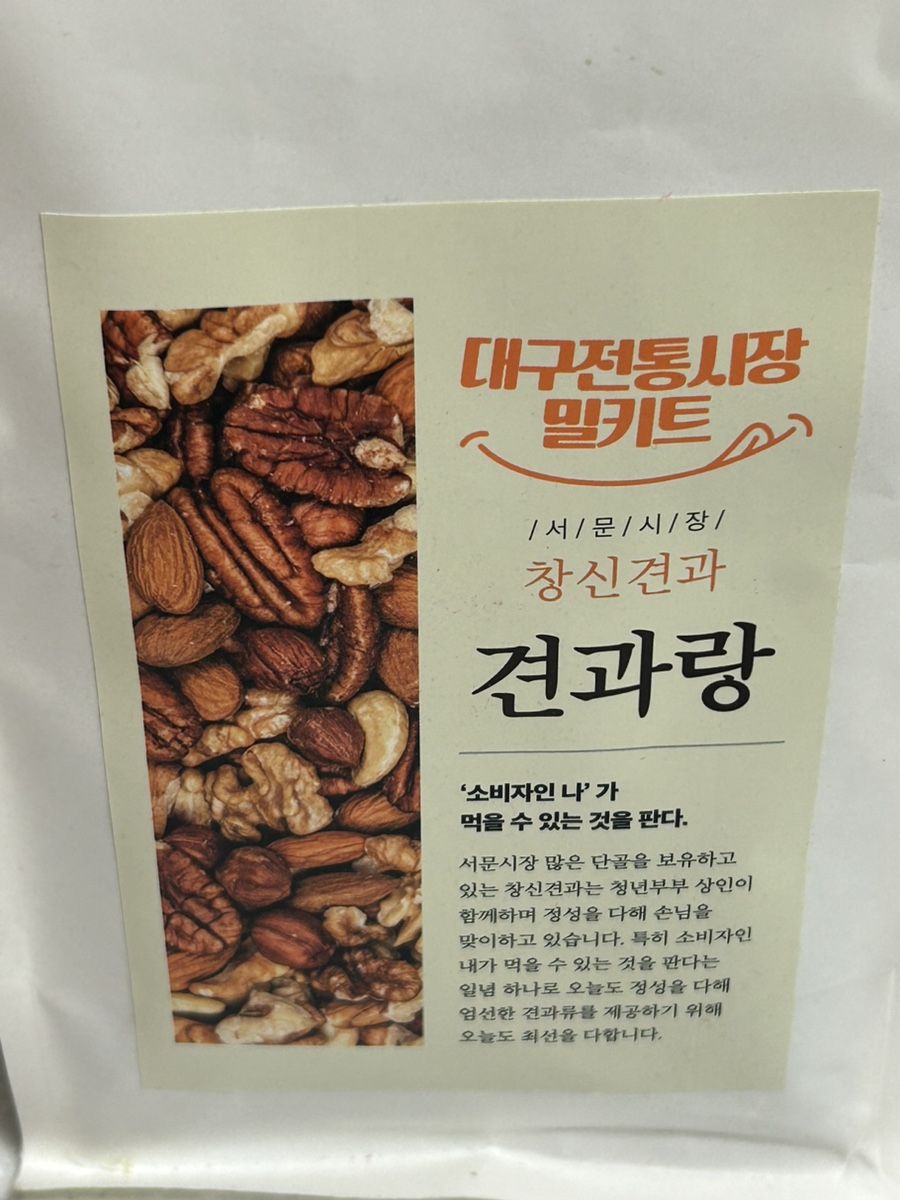 대구전통시장
밀키트
/서/문/시/장/
창신견과
견과랑
‘소비자인 나’ 가
먹을 수 있는 것을 판다.
서문시장 많은 단골을 보유하고
있는 창신견과는 청년부부 상인이
함께하며 정성을 다해 손님을
맞이하고 있습니다. 특히 소비자인
내가 먹을 수 있는 것을 판다는
일념 하나로 오늘도 정성을 다해
엄선한 견과류를 제공하기 위해
오늘도 최선을 다합니다.